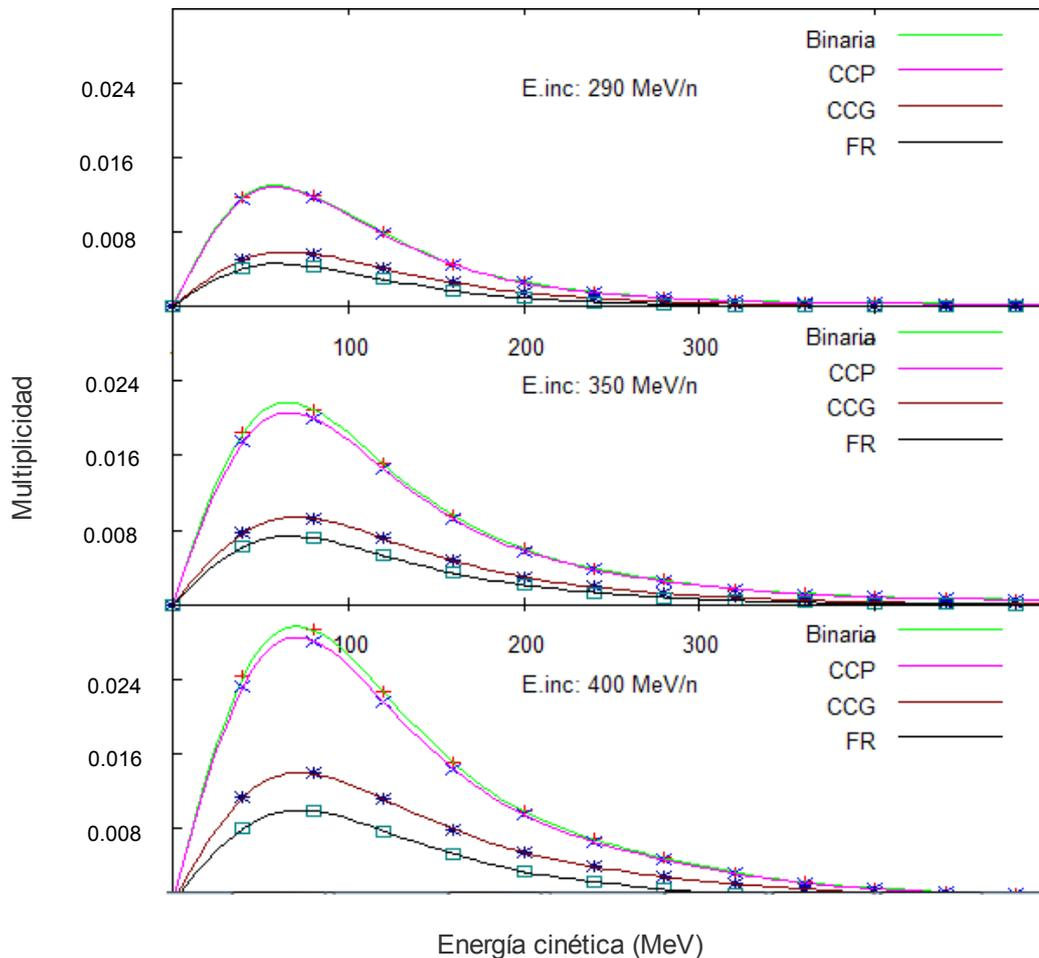 Multiplicidad
Binaria
CCP
CCG
FR
E.inc: 290 MeV/n
0.024
0.016
0.008
100
200
300
Binaria
CCP
CCG
FR
E.inc: 350 MeV/n
0.024
0.016
0.008
100
200
300
Binaria
CCP
CCG
FR
E.inc: 400 MeV/n
0.024
0.016
0.008
Energía cinética (MeV)